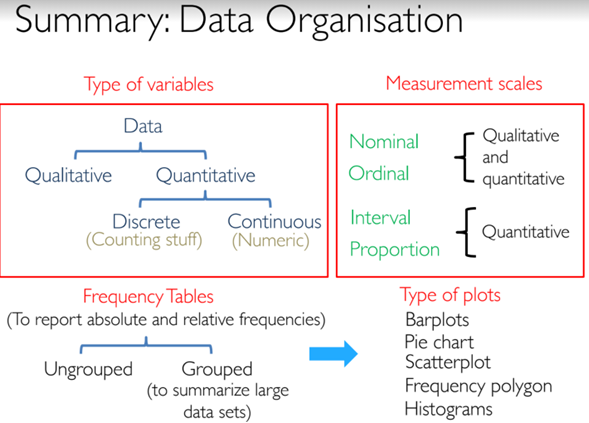 Summary: Data Organisation
Type of variables
Data
Qualitative Quantitative
Discrete Continuous
(Counting stuff) (Numeric)
Measurement scales
Nominal
Ordinal
Qualitative
and
quantitative
Interval
Proportion
Quantitative
Frequency Tables
(To report absolute and relative frequencies)
Ungrouped Grouped
(to summarize large
data sets)
Type of plots
Barplots
Pie chart
Scatterplot
Frequency polygon
Histograms